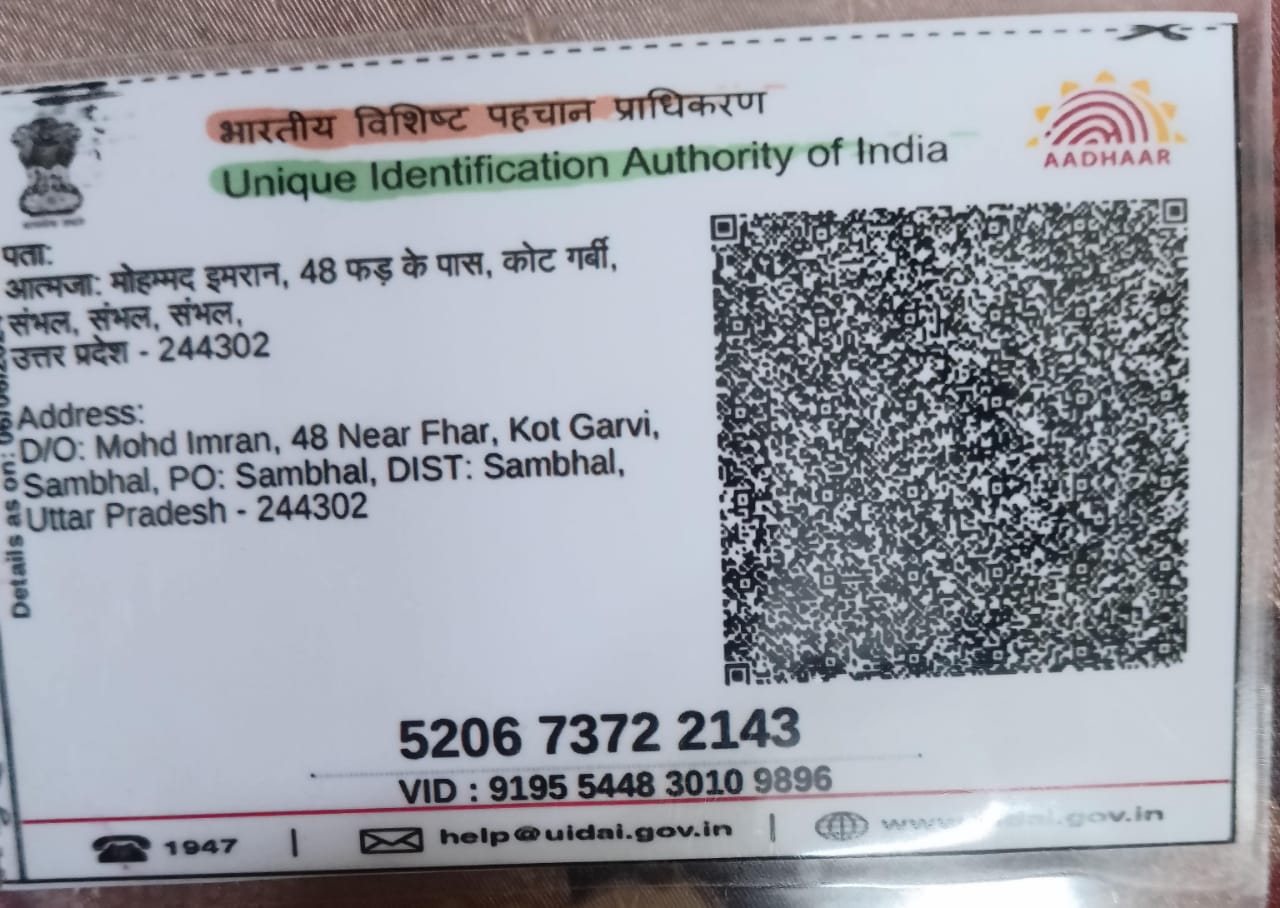 भारतीय विशिष्ट पहचान प्राधिकरण
Unique Identification Authority of India
AADHAAR
पता:
आत्मजा: मोहम्मद इमरान, 48 फड़ के पास, कोट गर्बी,
संभल, संभल, संभल,
उत्तर प्रदेश - 244302
Address:
D/O: Mohd Imran, 48 Near Fhar, Kot Garvi,
Sambhal, PO: Sambhal, DIST: Sambhal,
Uttar Pradesh - 244302
Details as on:
5206 7372 2143
VID : 9195 5448 3010 9896
1947 | help@uidai.gov.in |